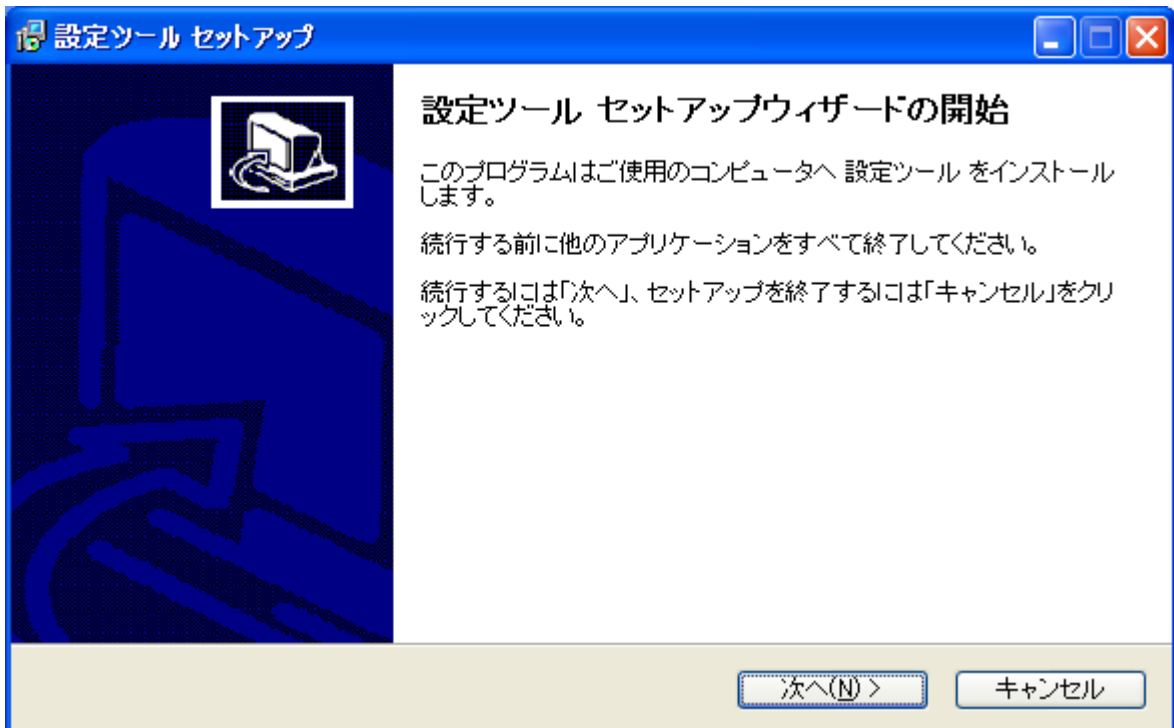 設定ツール セットアップ
設定ツール セットアップウィザードの開始
このプログラムはご使用のコンピュータへ 設定ツール をインストール
します。
続行する前に他のアプリケーションをすべて終了してください。
続行するには「次へ」、セットアップを終了するには「キャンセル」をクリ
ックしてください。
次へ(N) >
キャンセル